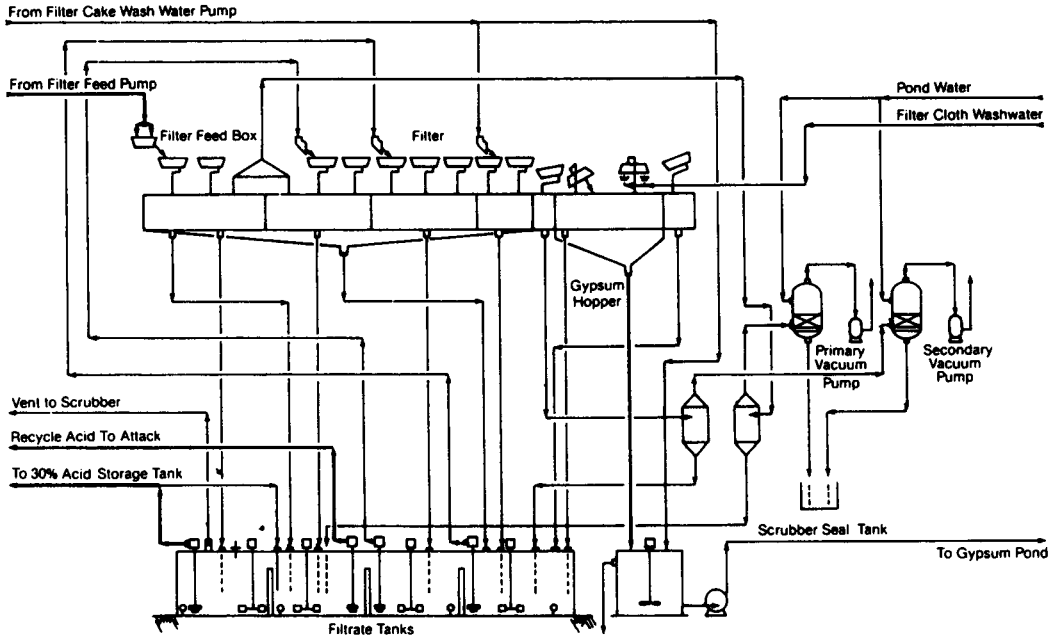 From Filter Cake Wash Water Pump
From Filter Feed Pump
Filter Feed Box
Filter
Pond Water
Filter Cloth Washwater
Gypsum
Hopper
Primary
Vacuum
Pump
Secondary
Vacuum
Pump
Vent to Scrubber
Recycle Acid To Attack
To 30% Acid Storage Tank
Scrubber Seal Tank
To Gypsum Pond
Filtrate Tanks